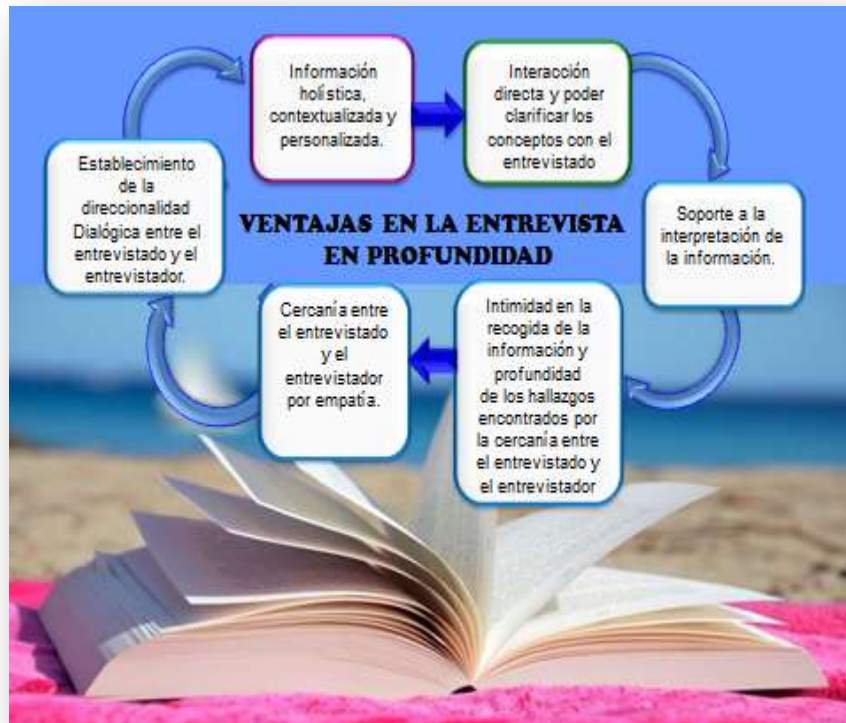 Información
holística,
contextualizada y
personalizada.
Interacción
directa y poder
clarificar los
conceptos con el
entrevistado
Soporte a la
interpretación de
la información.
Intimidad en la
recogida de la
información y
profundidad
de los hallazgos
encontrados por
la cercanía entre
el entrevistado y
el entrevistador
Cercanía entre
el entrevistado
y el
entrevistador
por empatía.
Establecimiento
de la
direccionalidad
Dialógica entre el
entrevistado y el
entrevistador.
VENTAJAS EN LA ENTREVISTA
EN PROFUNDIDAD